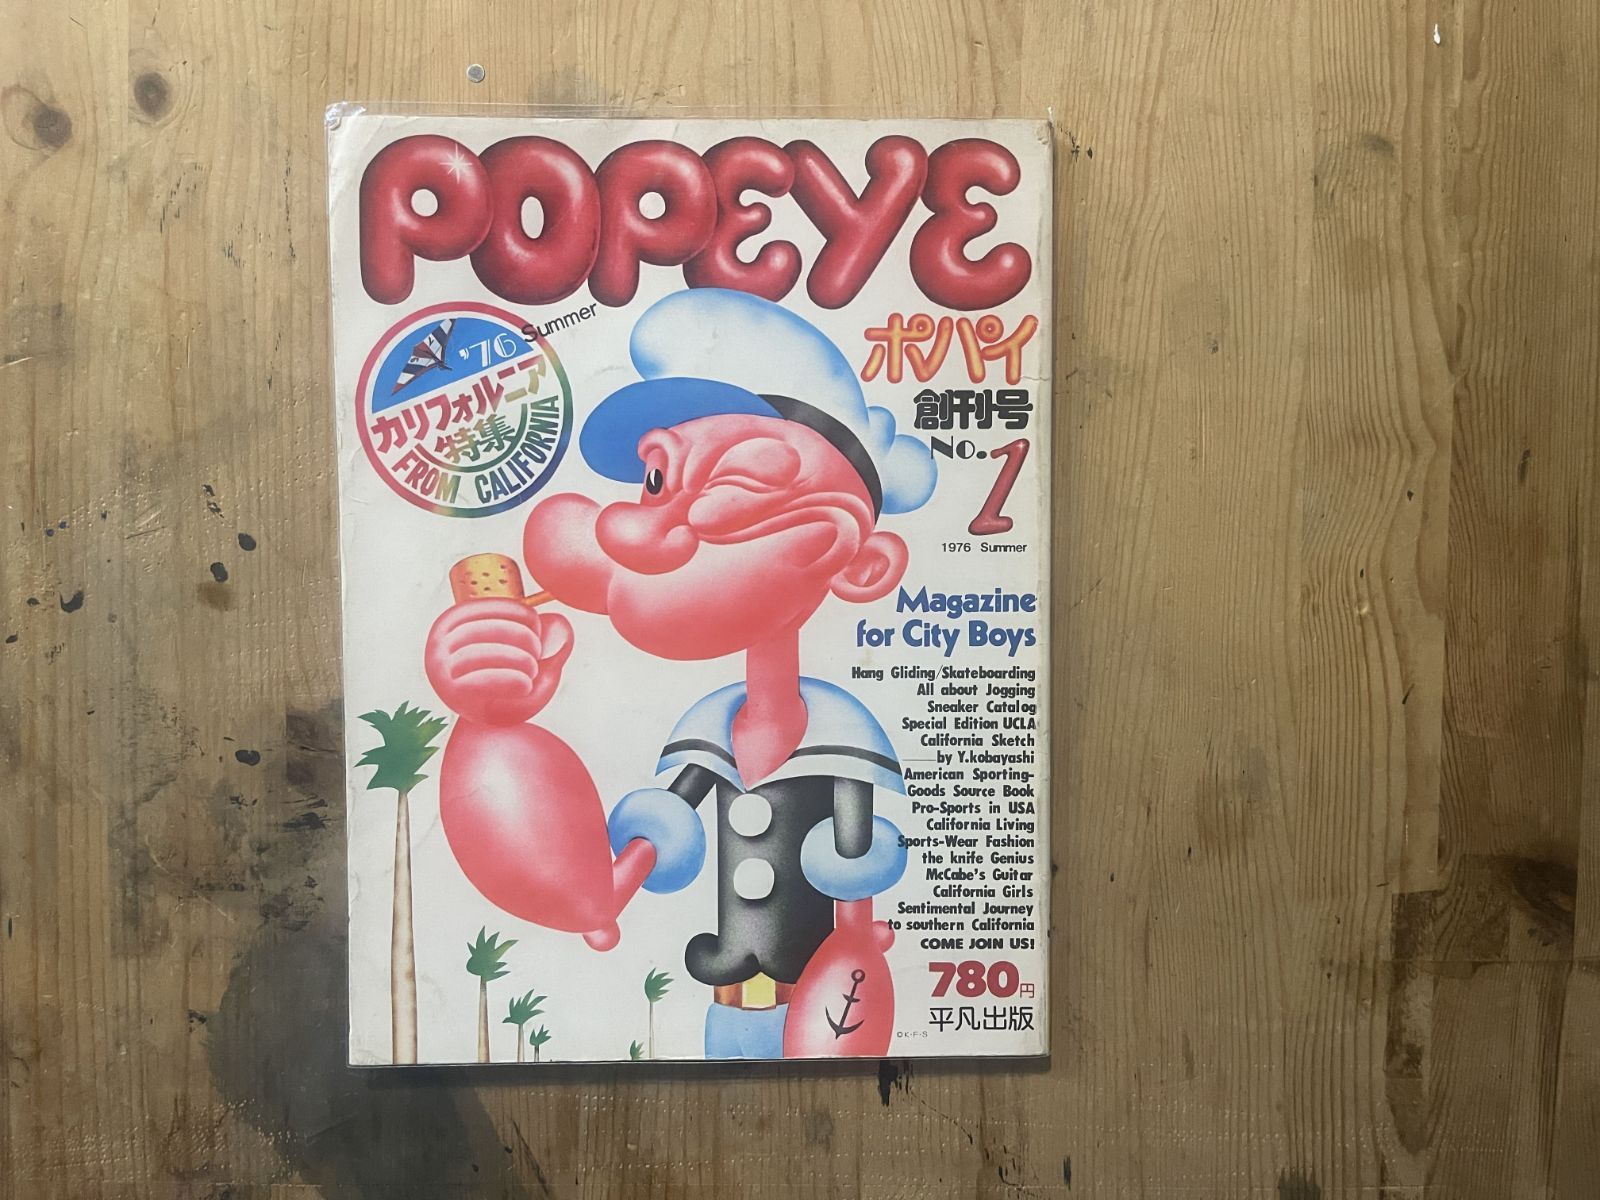 POPEYE
ポパイ
'76 Summer
カリフォルニア
特集
FROM CALIFORNIA
創刊号
No.1
1976 Summer
Magazine
for City Boys
Hang Gliding/Skateboarding
All about Jogging
Sneaker Catalog
Special Edition UCLA
California Sketch
by Y.kobayashi
American Sporting-
Goods Source Book
Pro-Sports in USA
California Living
Sports-Wear Fashion
the knife Genius
McCabe's Guitar
California Girls
Sentimental Journey
to southern California
COME JOIN US!
780円
©K·F·S
平凡出版